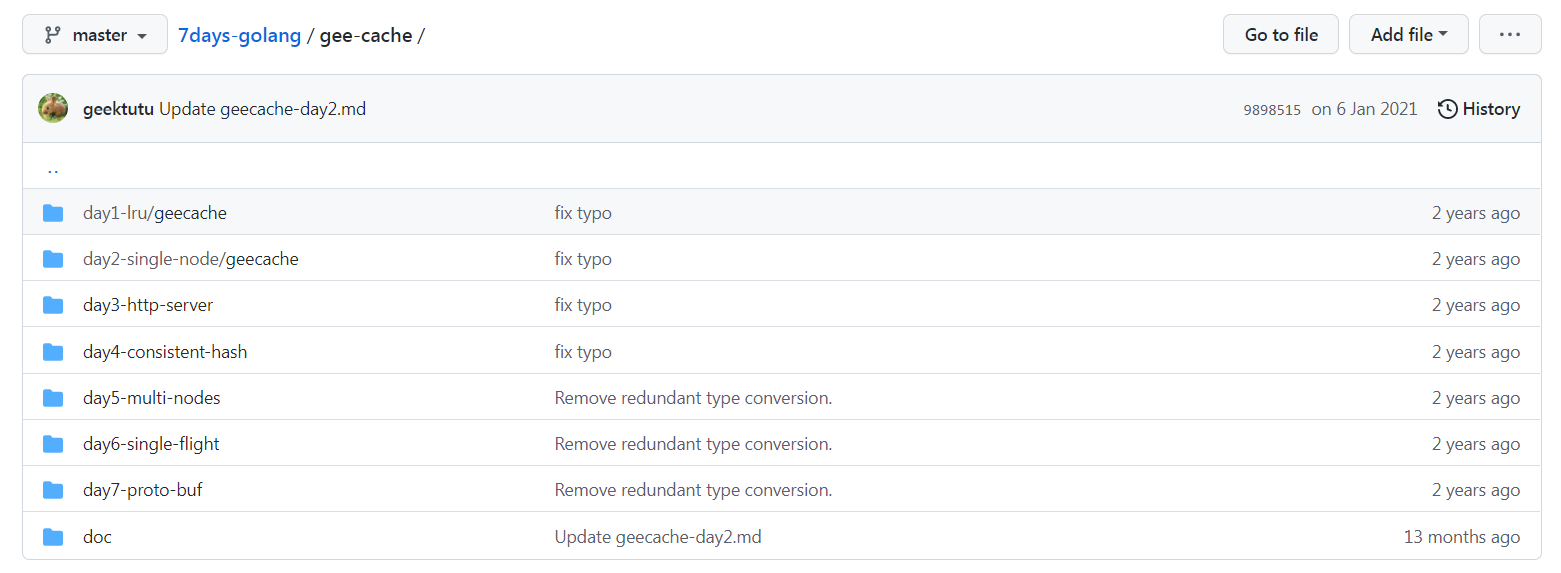 master 7days-golang / gee-cache / Go to file Add file ...
geektutu Update geecache-day2.md 9898515 on 6 Jan 2021 History
..
day1-lru/geecache fix typo 2 years ago
day2-single-node/geecache fix typo 2 years ago
day3-http-server fix typo 2 years ago
day4-consistent-hash fix typo 2 years ago
day5-multi-nodes Remove redundant type conversion. 2 years ago
day6-single-flight Remove redundant type conversion. 2 years ago
day7-proto-buf Remove redundant type conversion. 2 years ago
doc Update geecache-day2.md 13 months ago